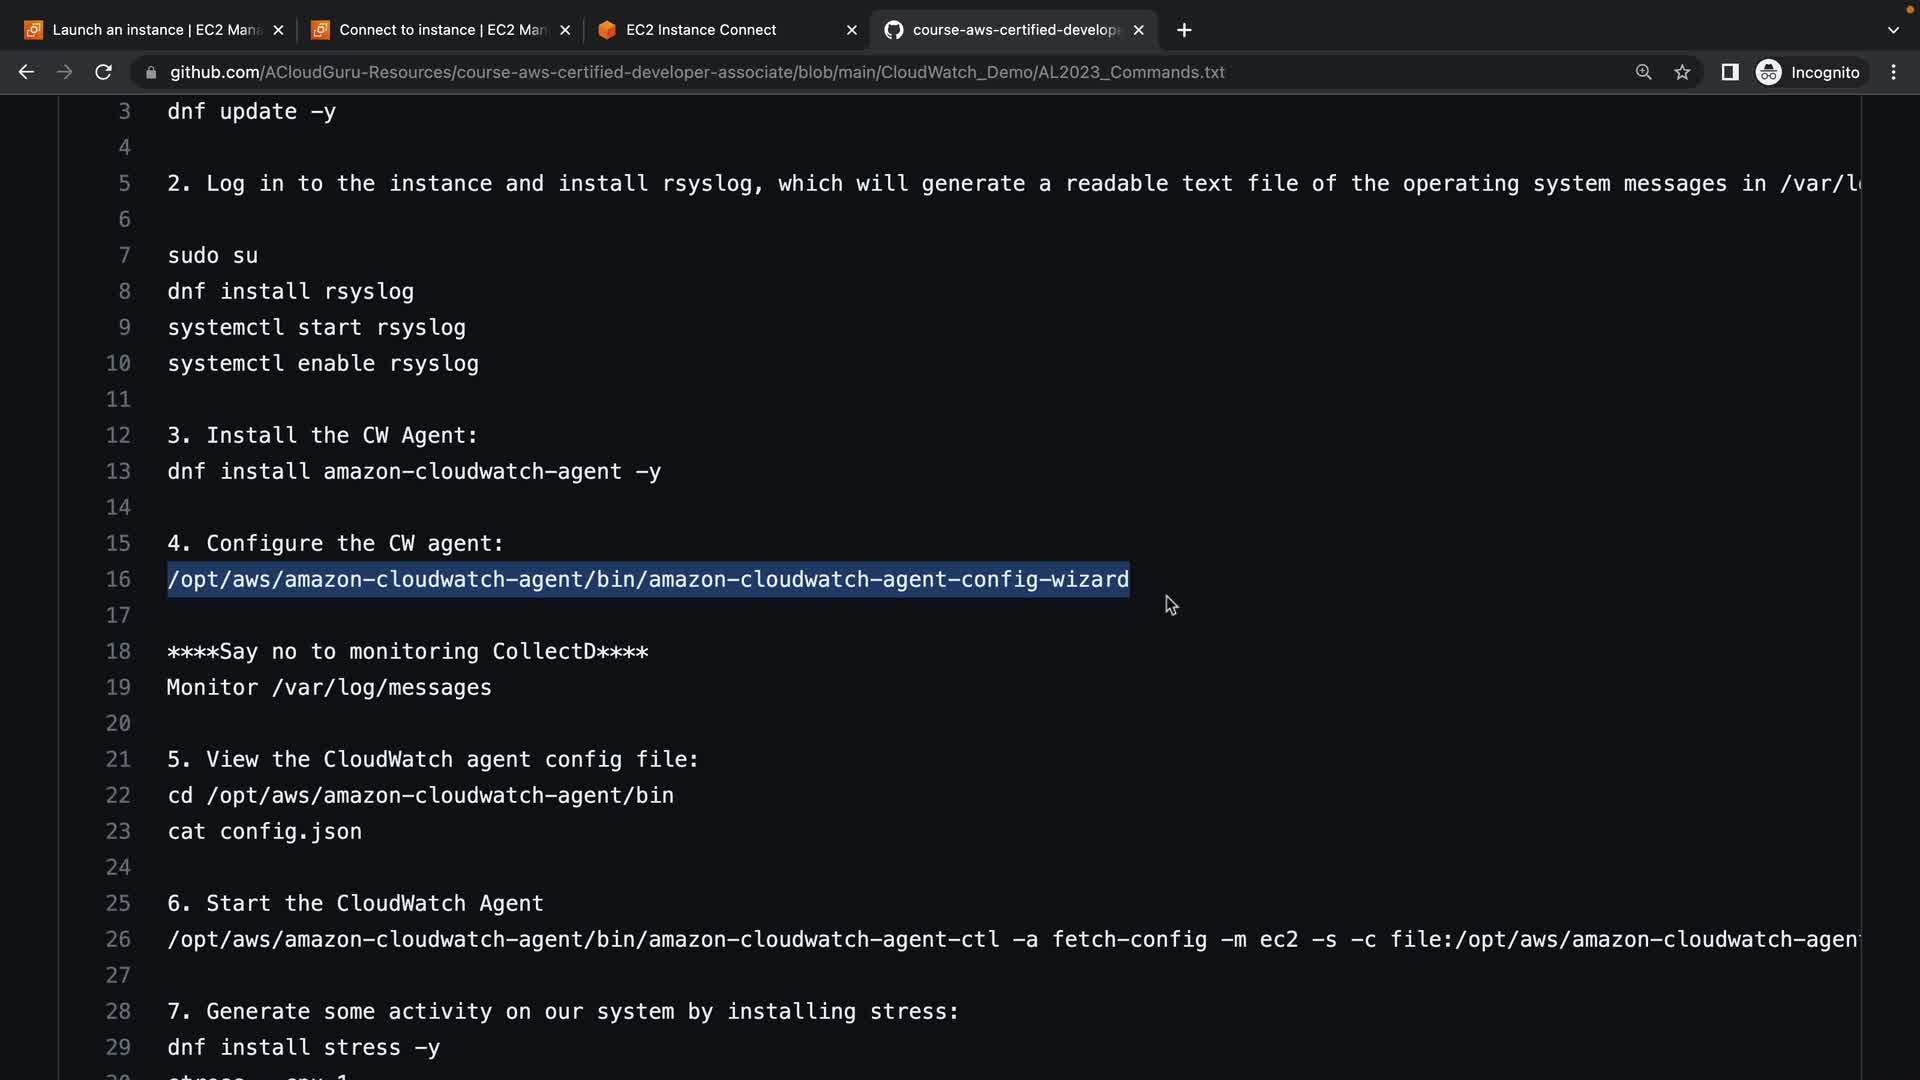 Launch an instance | EC2 Mana
Connect to instance | EC2 Man
EC2 Instance Connect
course-aws-certified-develope
github.com/ACloudGuru-Resources/course-aws-certified-developer-associate/blob/main/CloudWatch_Demo/AL2023_Commands.txt
Incognito
3 dnf update -y
4
5 2. Log in to the instance and install rsyslog, which will generate a readable text file of the operating system messages in /var/lo
6
7 sudo su
8 dnf install rsyslog
9 systemctl start rsyslog
10 systemctl enable rsyslog
11
12 3. Install the CW Agent:
13 dnf install amazon-cloudwatch-agent -y
14
15 4. Configure the CW agent:
16 /opt/aws/amazon-cloudwatch-agent/bin/amazon-cloudwatch-agent-config-wizard
17
18 ****Say no to monitoring CollectD****
19 Monitor /var/log/messages
20
21 5. View the CloudWatch agent config file:
22 cd /opt/aws/amazon-cloudwatch-agent/bin
23 cat config.json
24
25 6. Start the CloudWatch Agent
26 /opt/aws/amazon-cloudwatch-agent/bin/amazon-cloudwatch-agent-ctl -a fetch-config -m ec2 -s -c file:/opt/aws/amazon-cloudwatch-agen
27
28 7. Generate some activity on our system by installing stress:
29 dnf install stress -y